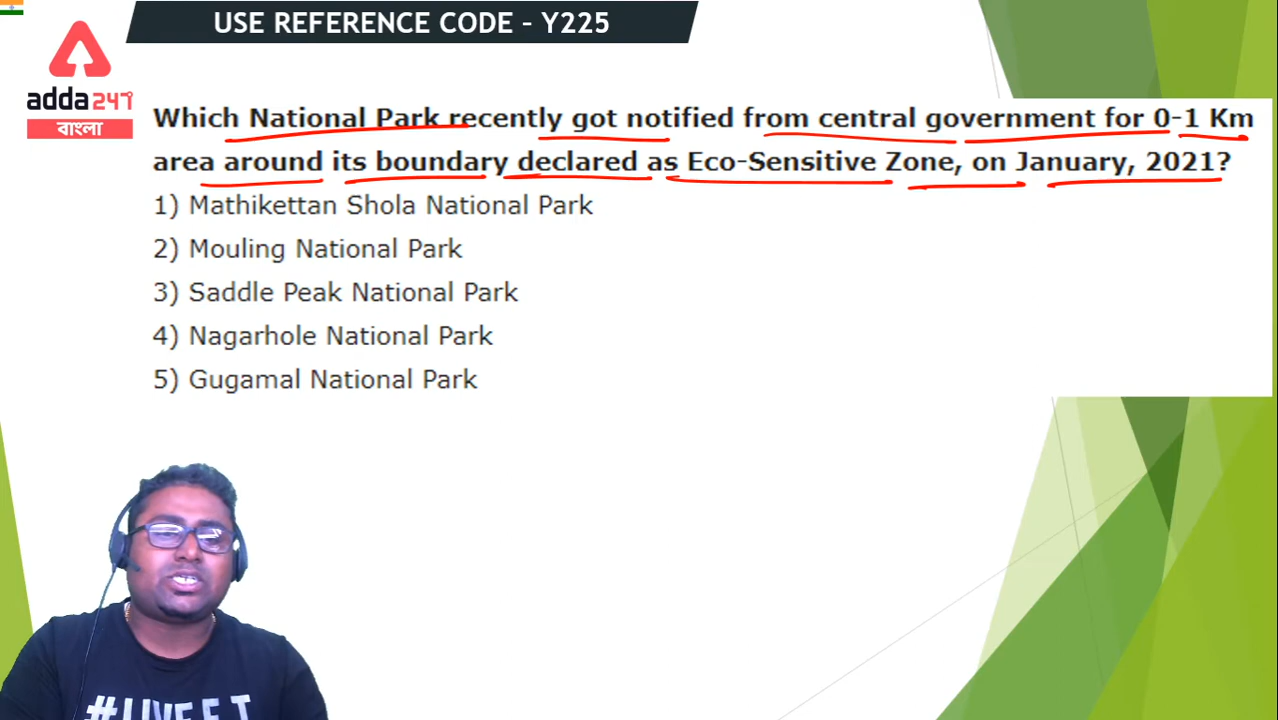 USE REFERENCE CODE - Y225
adda247
বাংলা
Which National Park recently got notified from central government for 0-1 Km
area around its boundary declared as Eco-Sensitive Zone, on January, 2021?
1) Mathikettan Shola National Park
2) Mouling National Park
3) Saddle Peak National Park
4) Nagarhole National Park
5) Gugamal National Park